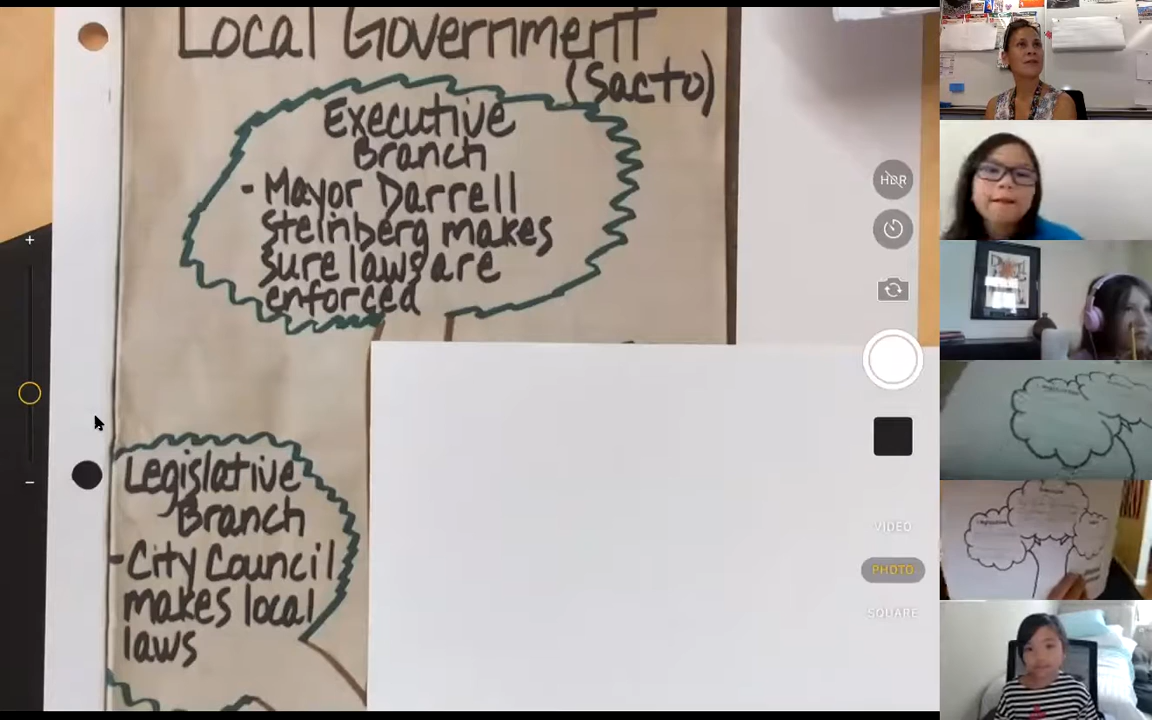 Local Government
(Sacto)
Executive
Branch
- Mayor Darrell
Steinberg makes
sure laws are
enforced
Legislative
Branch
- City Council
makes local
laws
HDR
VIDEO
PHOTO
SQUARE